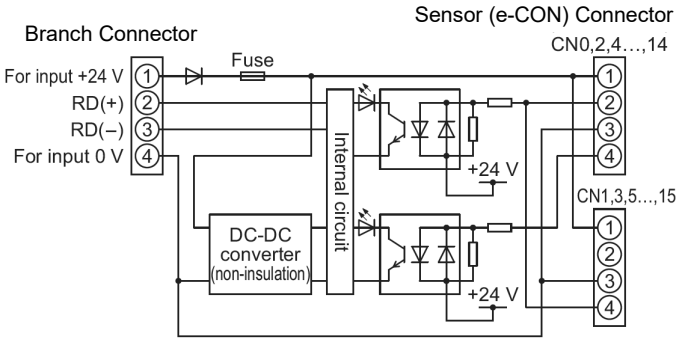 Sensor (e-CON) Connector
Branch Connector
CN0,2,4...,14
Fuse
For input +24 V
1
1
RD(+)
2
2
RD(−)
3
3
For input 0 V
4
4
Internal circuit
+24 V
CN1,3,5...,15
DC-DC
converter
(non-insulation)
1
2
3
+24 V
4